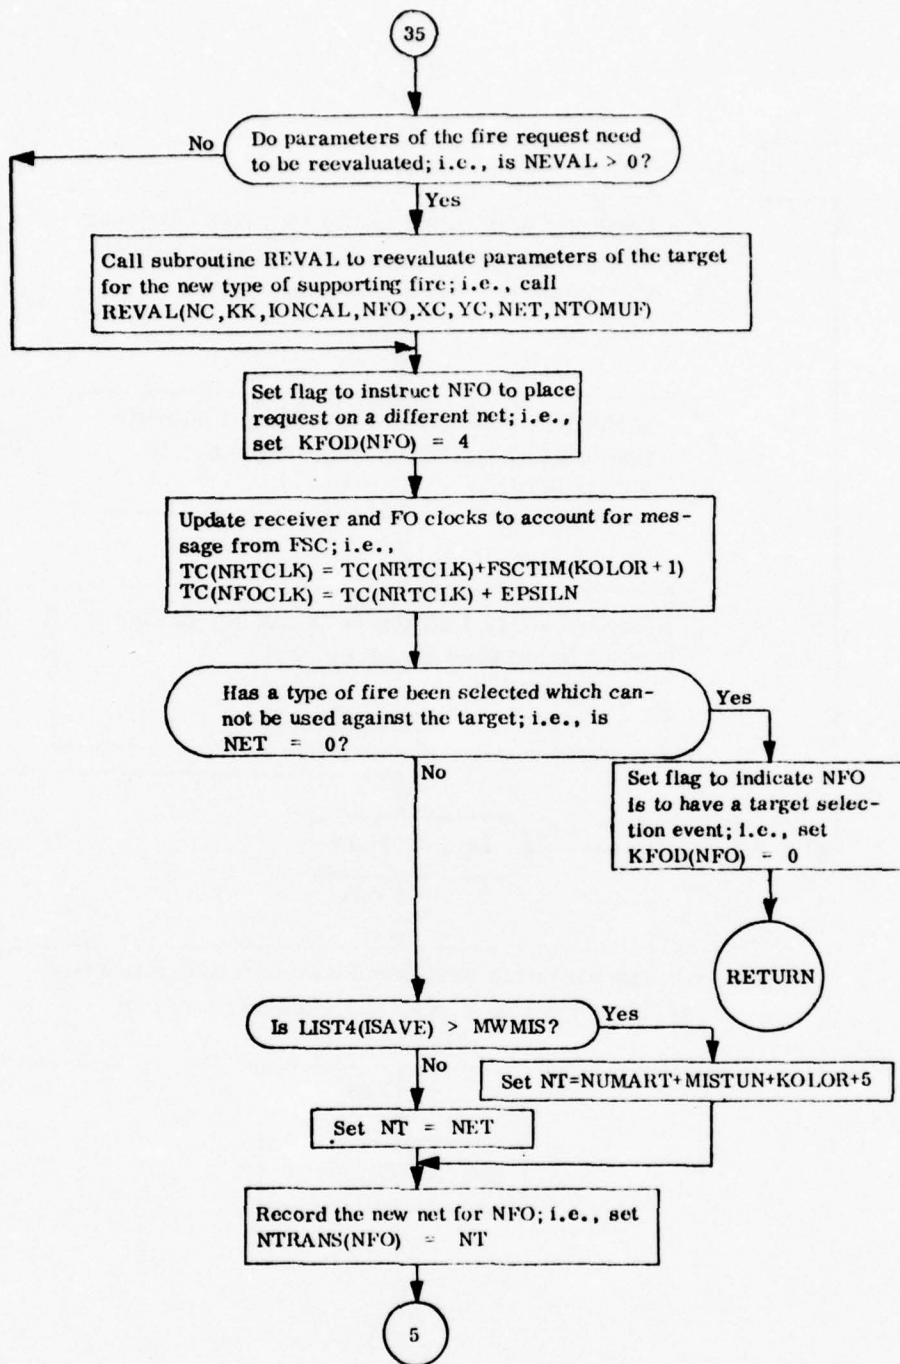 35
No
Do parameters of the fire request need
to be reevaluated; i.e., is NEVAL > 0?
Yes
Call subroutine REVAL to reevaluate parameters of the target
for the new type of supporting fire; i.e., call
REVAL(NC,KK,IONCAL,NFO,XC,YC,NET,NTOMUF)
Set flag to instruct NFO to place
request on a different net; i.e.,
set KFOD(NFO) = 4
Update receiver and FO clocks to account for mes-
sage from FSC; i.e.,
TC(NRTCLK) = TC(NRTCLK)+FSCTIM(KOLOR+1)
TC(NFOCLK) = TC(NRTCLK) + EPSILN
Has a type of fire been selected which can-
not be used against the target; i.e., is
NET = 0?
Yes
No
Set flag to indicate NFO
is to have a target selec-
tion event; i.e., set
KFOD(NFO) = 0
RETURN
Is LIST4(ISAVE) > MWMIS?
Yes
No
Set NT=NUMART+MISTUN+KOLOR+5
Set NT = NET
Record the new net for NFO; i.e., set
NTRANS(NFO) = NT
5